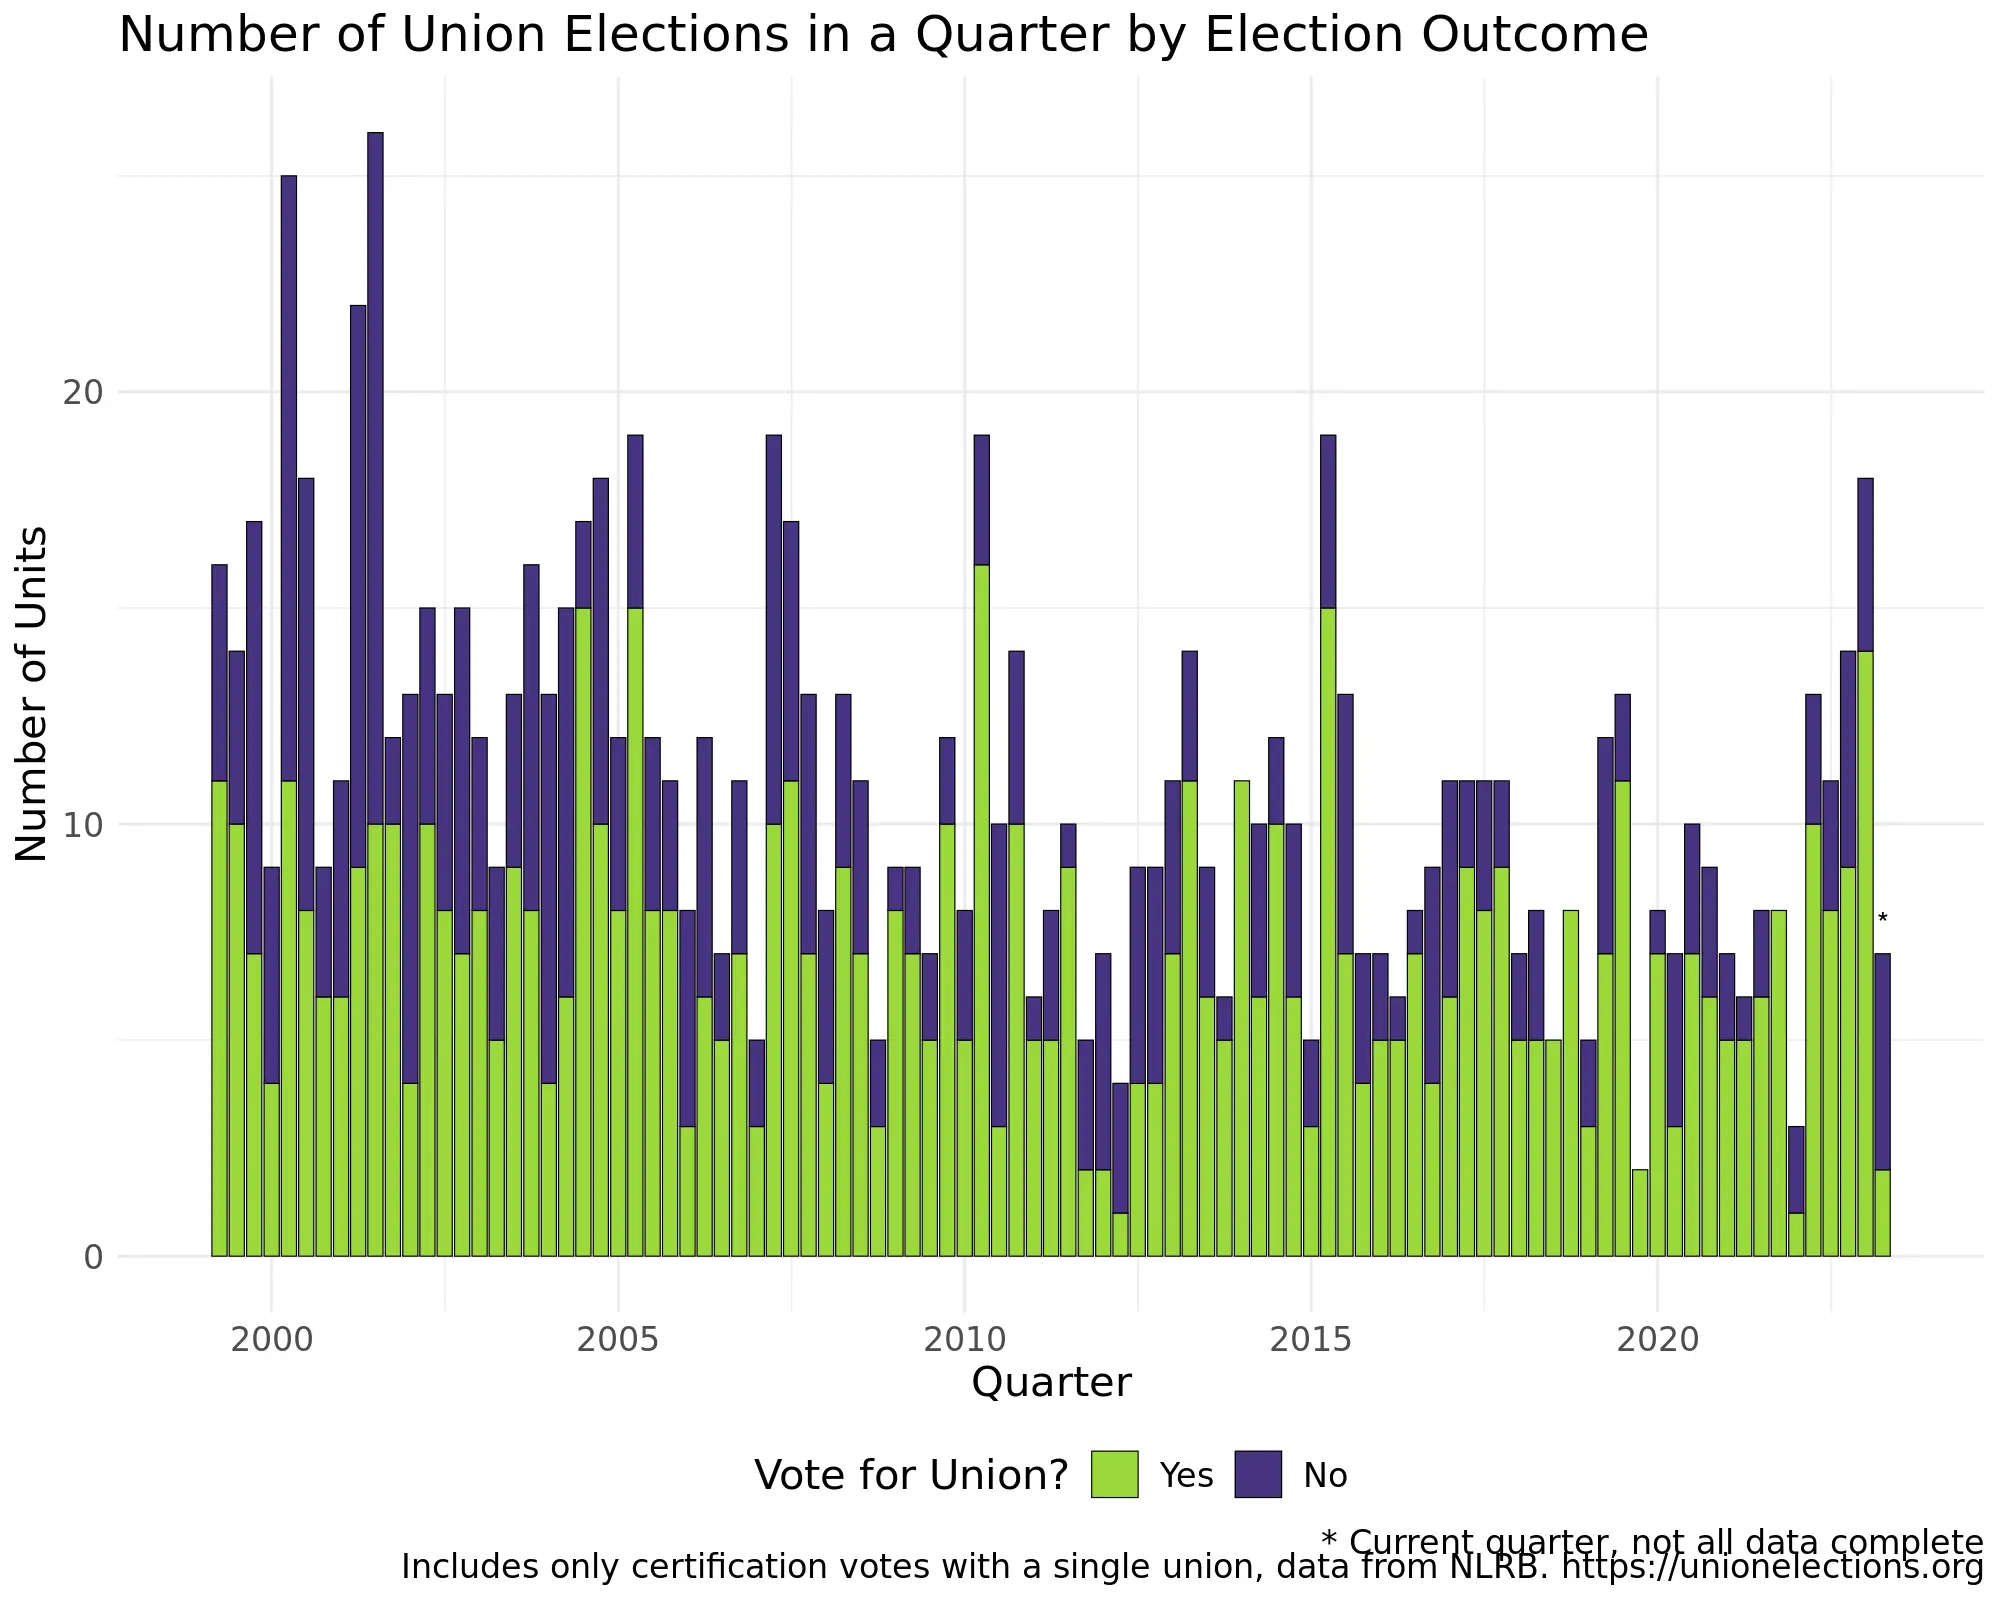 Number of Union Elections in a Quarter by Election Outcome
Number of Units
20
10
0
*
2000 2005 2010 2015 2020
Quarter
Vote for Union? Yes No
* Current quarter, not all data complete
Includes only certification votes with a single union, data from NLRB. https://unionelections.org